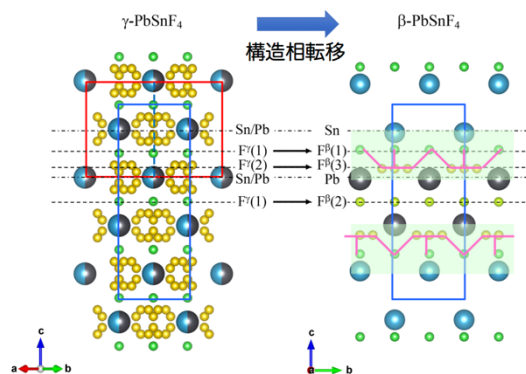 γ-PbSnF₄
構造相転移
β-PbSnF₄
Sn/Pb
Sn
Fᵞ(1)
Fᵝ(1)
Fᵞ(2)
Fᵝ(3)
Sn/Pb
Pb
Fᵞ(1)
Fᵝ(2)
c
a
b
c
a
b